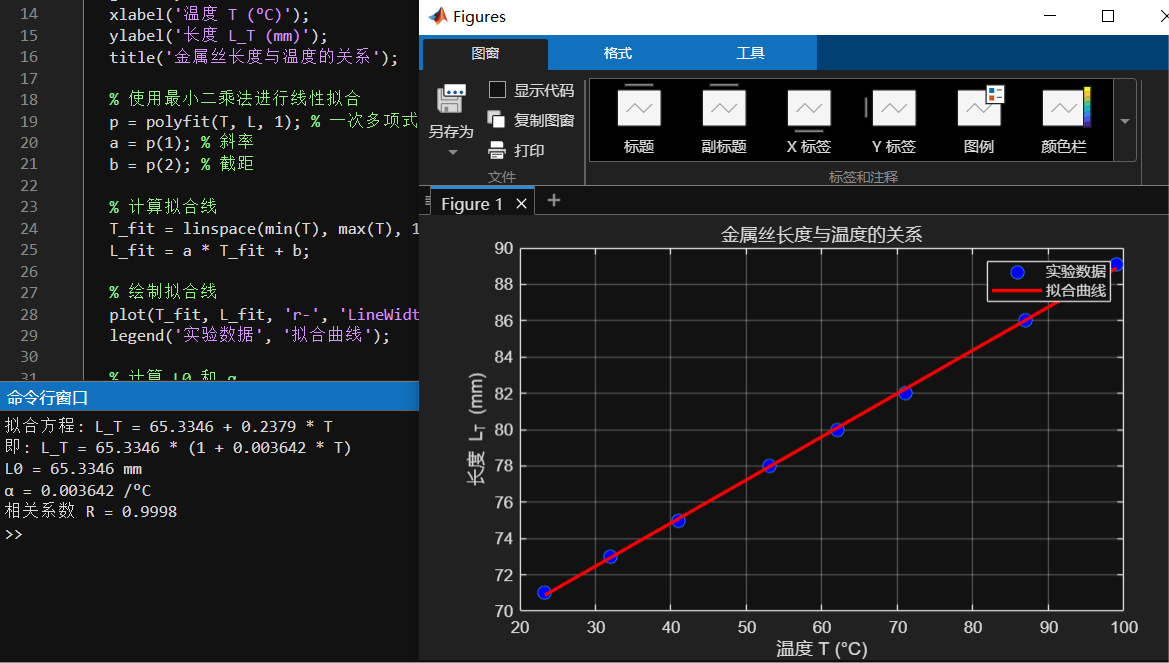 14 xlabel('温度 T (°C)');
15 ylabel('长度 L_T (mm)');
16 title('金属丝长度与温度的关系');
17
18 % 使用最小二乘法进行线性拟合
19 p = polyfit(T, L, 1); % 一次多项式
20 a = p(1); % 斜率
21 b = p(2); % 截距
22
23 % 计算拟合线
24 T_fit = linspace(min(T), max(T), 1
25 L_fit = a * T_fit + b;
26
27 % 绘制拟合线
28 plot(T_fit, L_fit, 'r-', 'LineWidt
29 legend('实验数据', '拟合曲线');
30
31 % 计算 L0 和 α
命令行窗口
拟合方程: L_T = 65.3346 + 0.2379 * T
即: L_T = 65.3346 * (1 + 0.003642 * T)
L0 = 65.3346 mm
α = 0.003642 /°C
相关系数 R = 0.9998
>>
Figures
图窗 格式 工具
另存为
显示代码
复制图窗
打印
文件
标题 副标题 X 标签 Y 标签 图例 颜色栏
标签和注释
Figure 1
金属丝长度与温度的关系
实验数据
拟合曲线
90
88
86
84
82
80
78
76
74
72
70
长度 L_T (mm)
20 30 40 50 60 70 80 90 100
温度 T (°C)